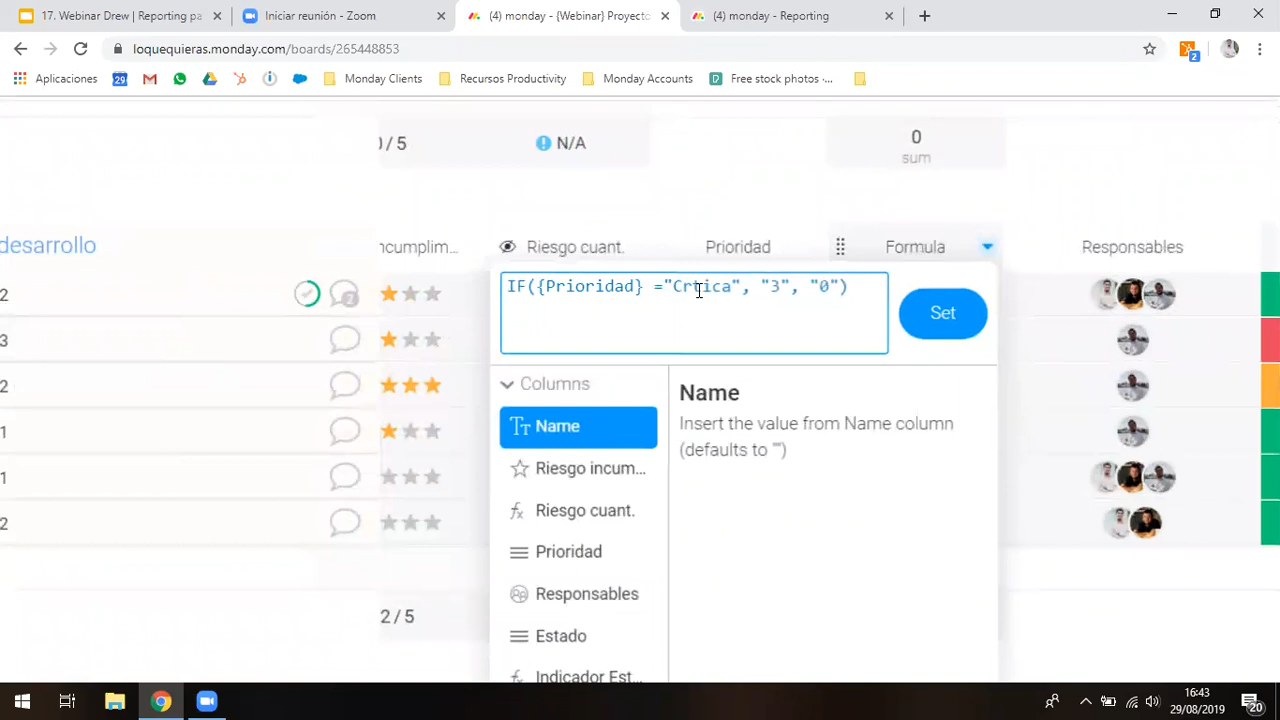 17. Webinar Drew | Reporting pa
Iniciar reunión - Zoom
(4) monday - {Webinar} Proyecto
(4) monday - Reporting
loquequieras.monday.com/boards/265448853
2
Aplicaciones
29
Monday Clients
Recursos Productivity
Monday Accounts
Free stock photos -...
0 / 5
N/A
0
sum
desarrollo
ncumplim...
Riesgo cuant.
Prioridad
Formula
Responsables
IF({Prioridad} ="Crtica", "3", "0")
Set
2
2
3
2
1
1
2
Columns
Name
Riesgo incum...
Riesgo cuant.
Prioridad
Responsables
Estado
Indicador Est...
Name
Insert the value from Name column
(defaults to "")
2 / 5
16:43
29/08/2019
20